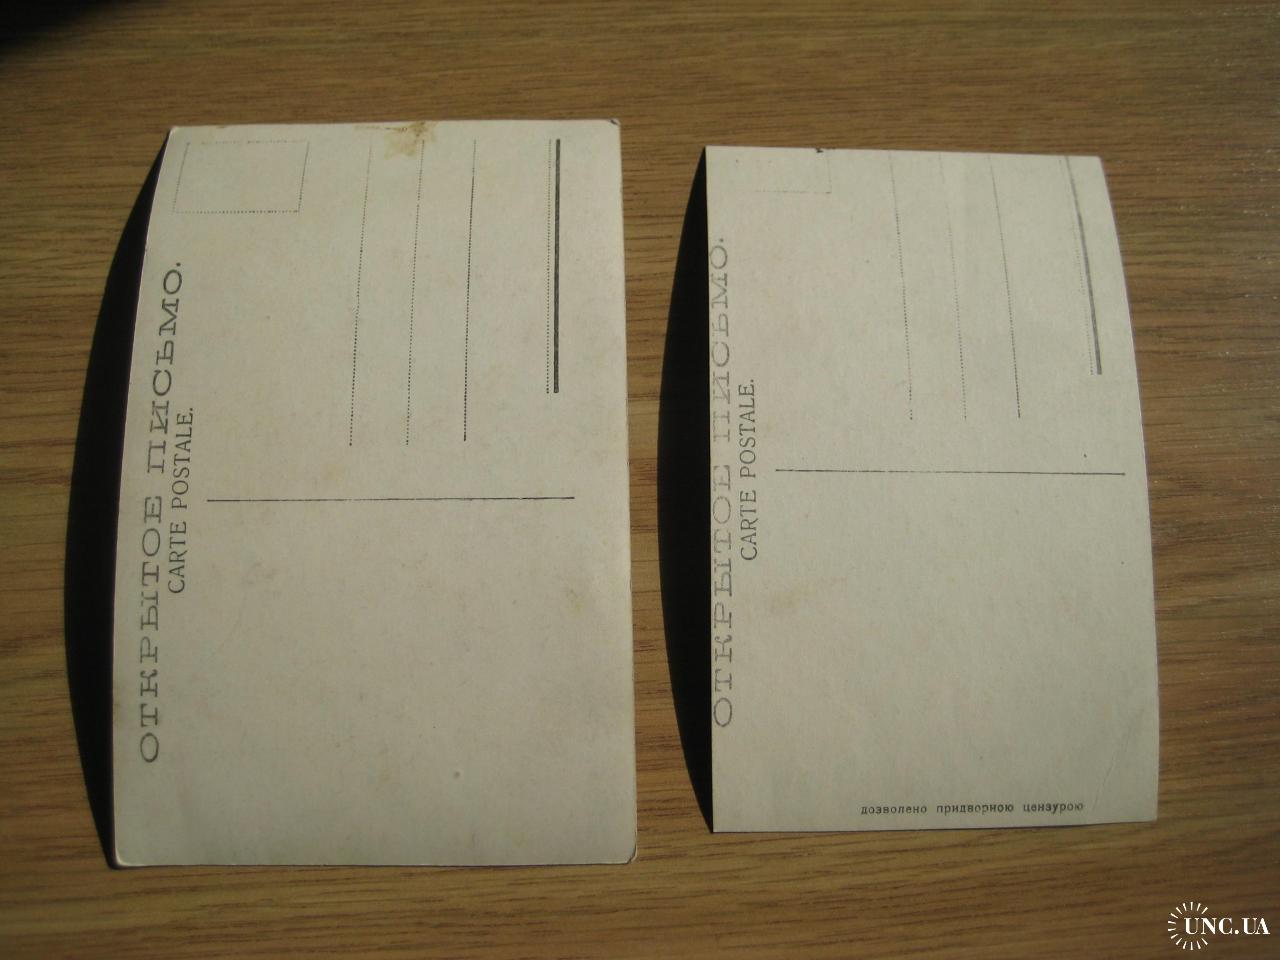 ОТКРЫТОЕ ПИСЬМО.
CARTE POSTALE.
ОТКРЫТОЕ ПИСЬМО.
CARTE POSTALE.
дозволено придворною цензурою
UNC.UA